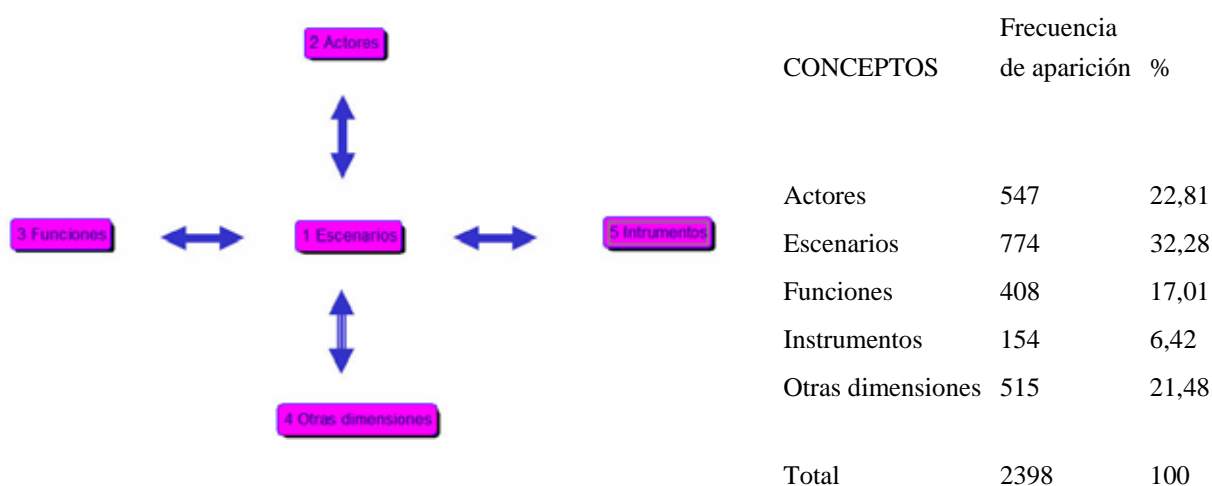 2 Actores
3 Funciones
1 Escenarios
5 Intrumentos
4 Otras dimensiones
Frecuencia
CONCEPTOS de aparición %
Actores 547 22,81
Escenarios 774 32,28
Funciones 408 17,01
Instrumentos 154 6,42
Otras dimensiones 515 21,48
Total 2398 100